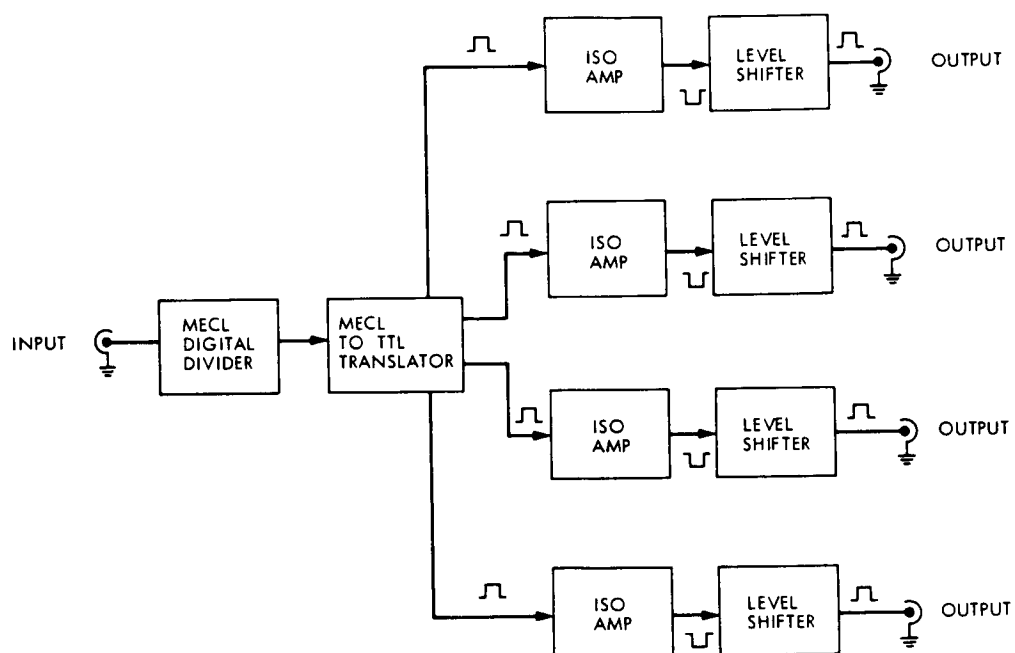 ISO
AMP
LEVEL
SHIFTER
OUTPUT
ISO
AMP
LEVEL
SHIFTER
OUTPUT
INPUT
MECL
DIGITAL
DIVIDER
MECL
TO TTL
TRANSLATOR
ISO
AMP
LEVEL
SHIFTER
OUTPUT
ISO
AMP
LEVEL
SHIFTER
OUTPUT